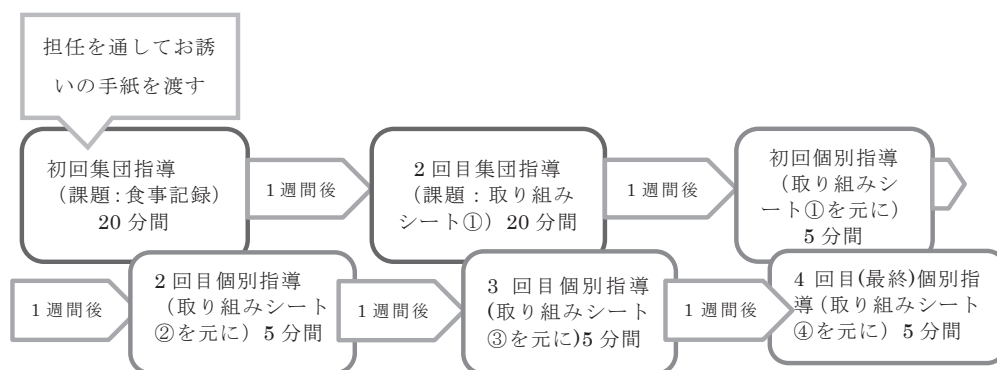 担任を通してお誘
いの手紙を渡す
初回集団指導
（課題：食事記録）
20 分間
1 週間後
2 回目集団指導
（課題：取り組み
シート①）20 分間
1 週間後
初回個別指導
（取り組みシ
ート①を元に）
5 分間
1 週間後
2 回目個別指導
（取り組みシート
②を元に）5 分間
1 週間後
3 回目個別指導
(取り組みシート
③を元に)5 分間
1 週間後
4 回目(最終)個別指
導（取り組みシート
④を元に）5 分間